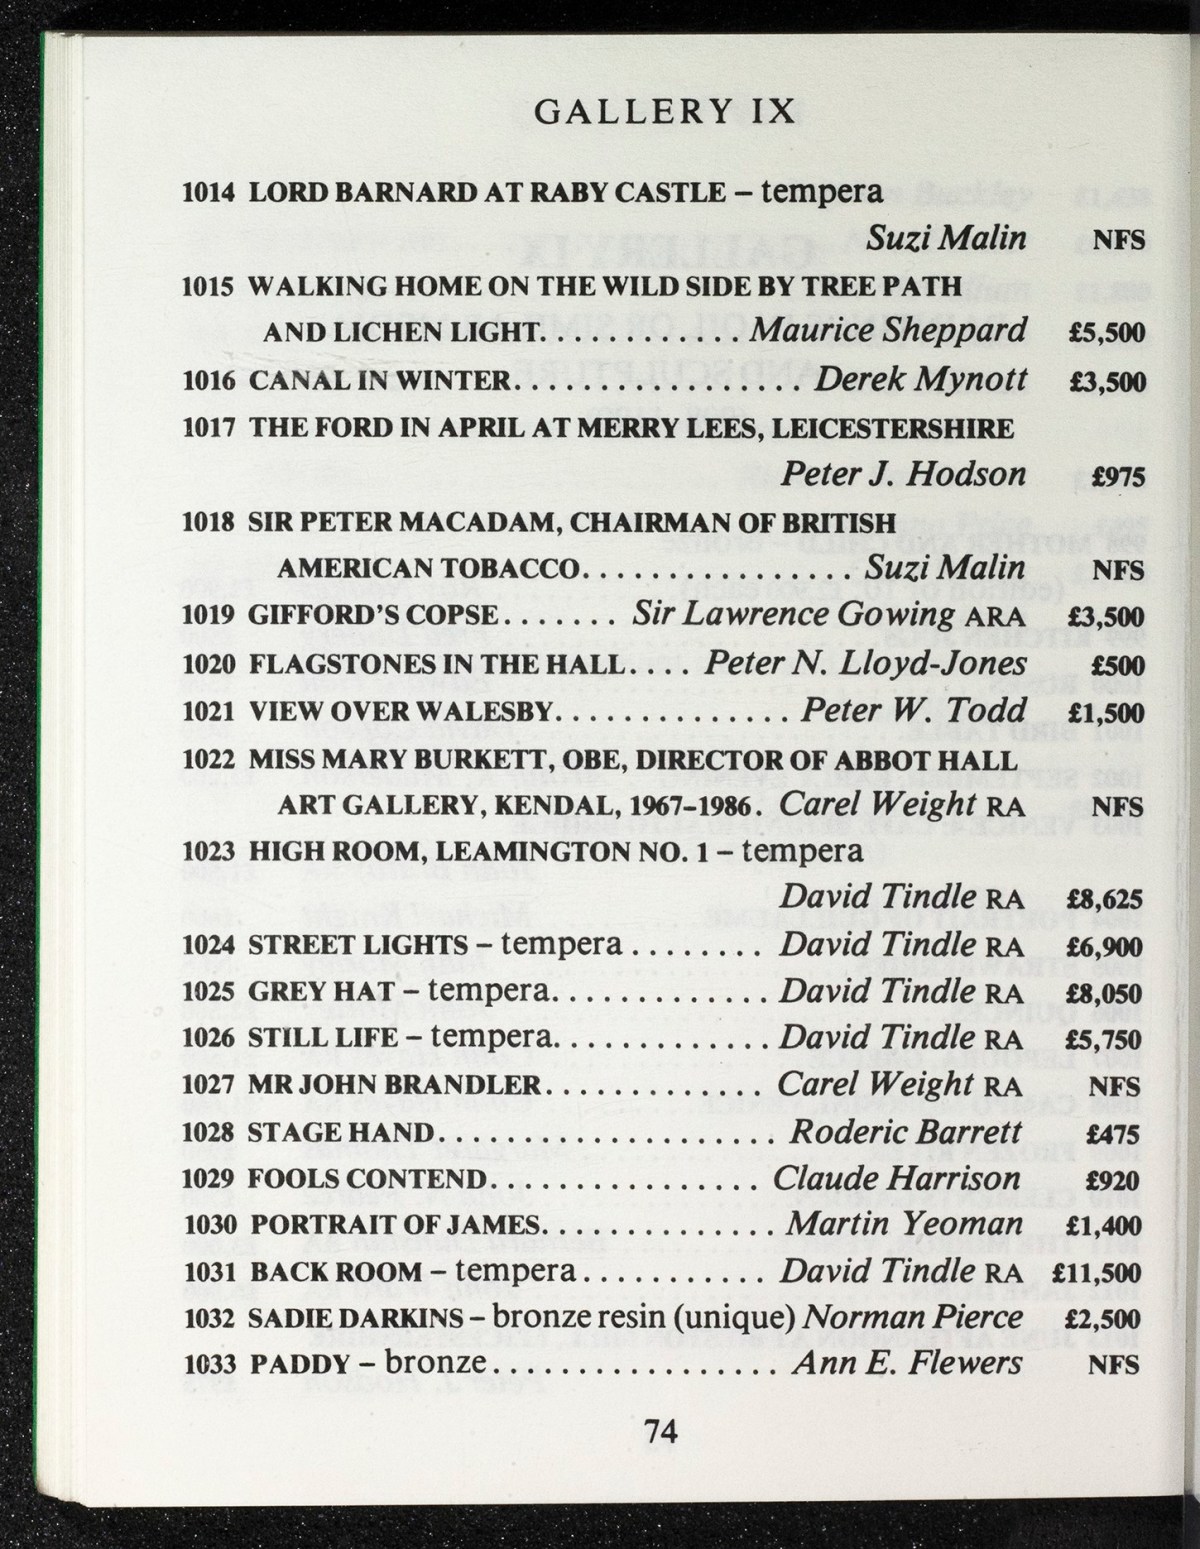 GALLERY IX
1014 LORD BARNARD AT RABY CASTLE – tempera
Suzi Malin NFS
1015 WALKING HOME ON THE WILD SIDE BY TREE PATH
AND LICHEN LIGHT. . . . . . . . . . . . Maurice Sheppard £5,500
1016 CANAL IN WINTER. . . . . . . . . . . . . . . . . . Derek Mynott £3,500
1017 THE FORD IN APRIL AT MERRY LEES, LEICESTERSHIRE
Peter J. Hodson £975
1018 SIR PETER MACADAM, CHAIRMAN OF BRITISH
AMERICAN TOBACCO. . . . . . . . . . . . . . . . . Suzi Malin NFS
1019 GIFFORD'S COPSE. . . . . . . Sir Lawrence Gowing ARA £3,500
1020 FLAGSTONES IN THE HALL. . . . Peter N. Lloyd-Jones £500
1021 VIEW OVER WALESBY. . . . . . . . . . . . . . . Peter W. Todd £1,500
1022 MISS MARY BURKETT, OBE, DIRECTOR OF ABBOT HALL
ART GALLERY, KENDAL, 1967–1986. Carel Weight RA NFS
1023 HIGH ROOM, LEAMINGTON NO. 1 – tempera
David Tindle RA £8,625
1024 STREET LIGHTS – tempera . . . . . . . . David Tindle RA £6,900
1025 GREY HAT – tempera. . . . . . . . . . . . . David Tindle RA £8,050
1026 STILL LIFE – tempera. . . . . . . . . . . . . David Tindle RA £5,750
1027 MR JOHN BRANDLER. . . . . . . . . . . . . Carel Weight RA NFS
1028 STAGE HAND. . . . . . . . . . . . . . . . . . . . . Roderic Barrett £475
1029 FOOLS CONTEND. . . . . . . . . . . . . . . . . Claude Harrison £920
1030 PORTRAIT OF JAMES. . . . . . . . . . . . . . . Martin Yeoman £1,400
1031 BACK ROOM – tempera . . . . . . . . . . . David Tindle RA £11,500
1032 SADIE DARKINS – bronze resin (unique) Norman Pierce £2,500
1033 PADDY – bronze . . . . . . . . . . . . . . . . . . Ann E. Flewers NFS
74